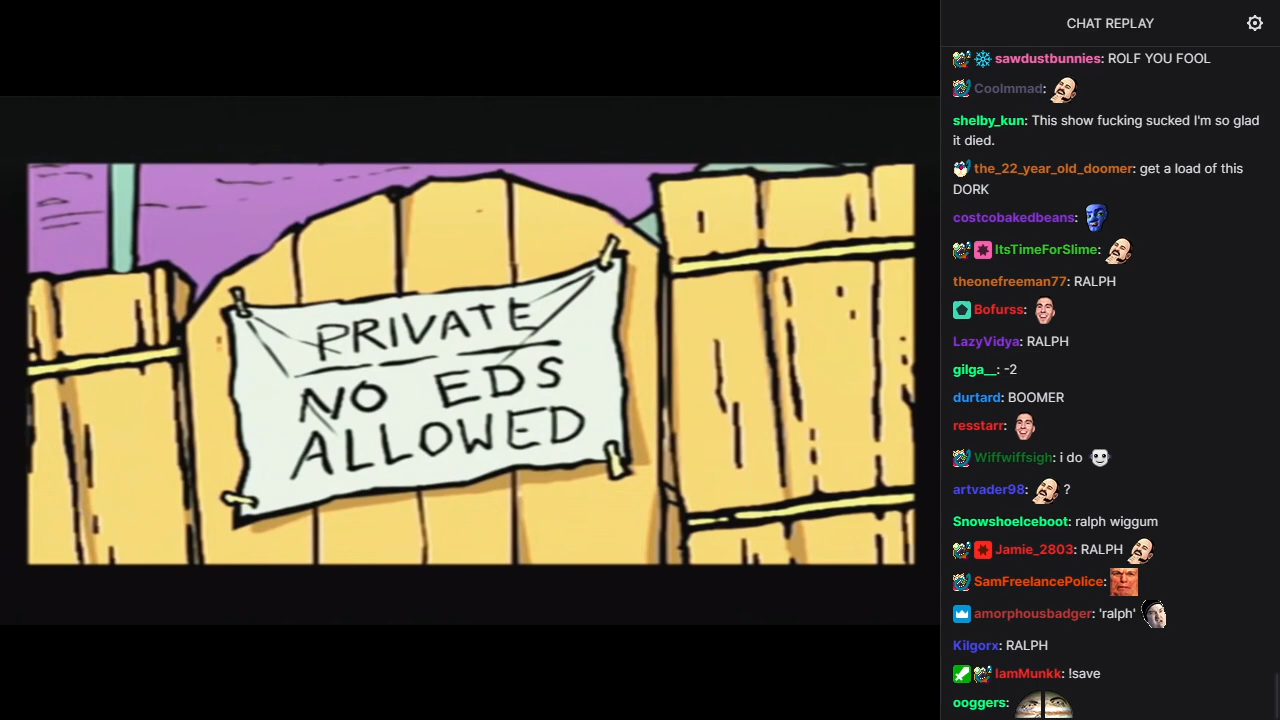 PRIVATE
NO EDS
ALLOWED
CHAT REPLAY
sawdustbunnies: ROLF YOU FOOL
Coolmmad:
shelby_kun: This show fucking sucked I'm so glad
it died.
the_22_year_old_doomer: get a load of this
DORK
costcobakedbeans:
ItsTimeForSlime:
theonefreeman77: RALPH
Bofurss:
LazyVidya: RALPH
gilga__: -2
durtard: BOOMER
resstarr:
Wiffwiffsigh: i do
artvader98: ?
SnowshoeIceboot: ralph wiggum
Jamie_2803: RALPH
SamFreelancePolice:
amorphousbadger: 'ralph'
Kilgorx: RALPH
IamMunkk: !save
ooggers: